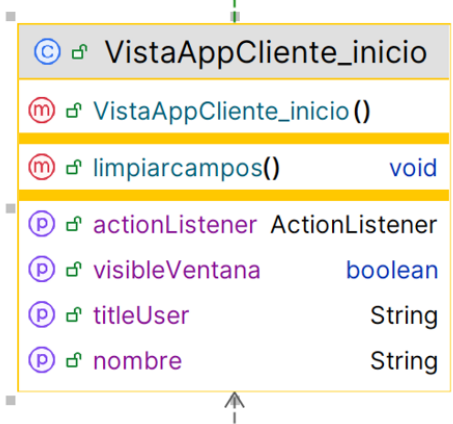 C VistaAppCliente_inicio
m VistaAppCliente_inicio()
m limpiarcampos() void
p actionListener ActionListener
p visibleVentana boolean
p titleUser String
p nombre String